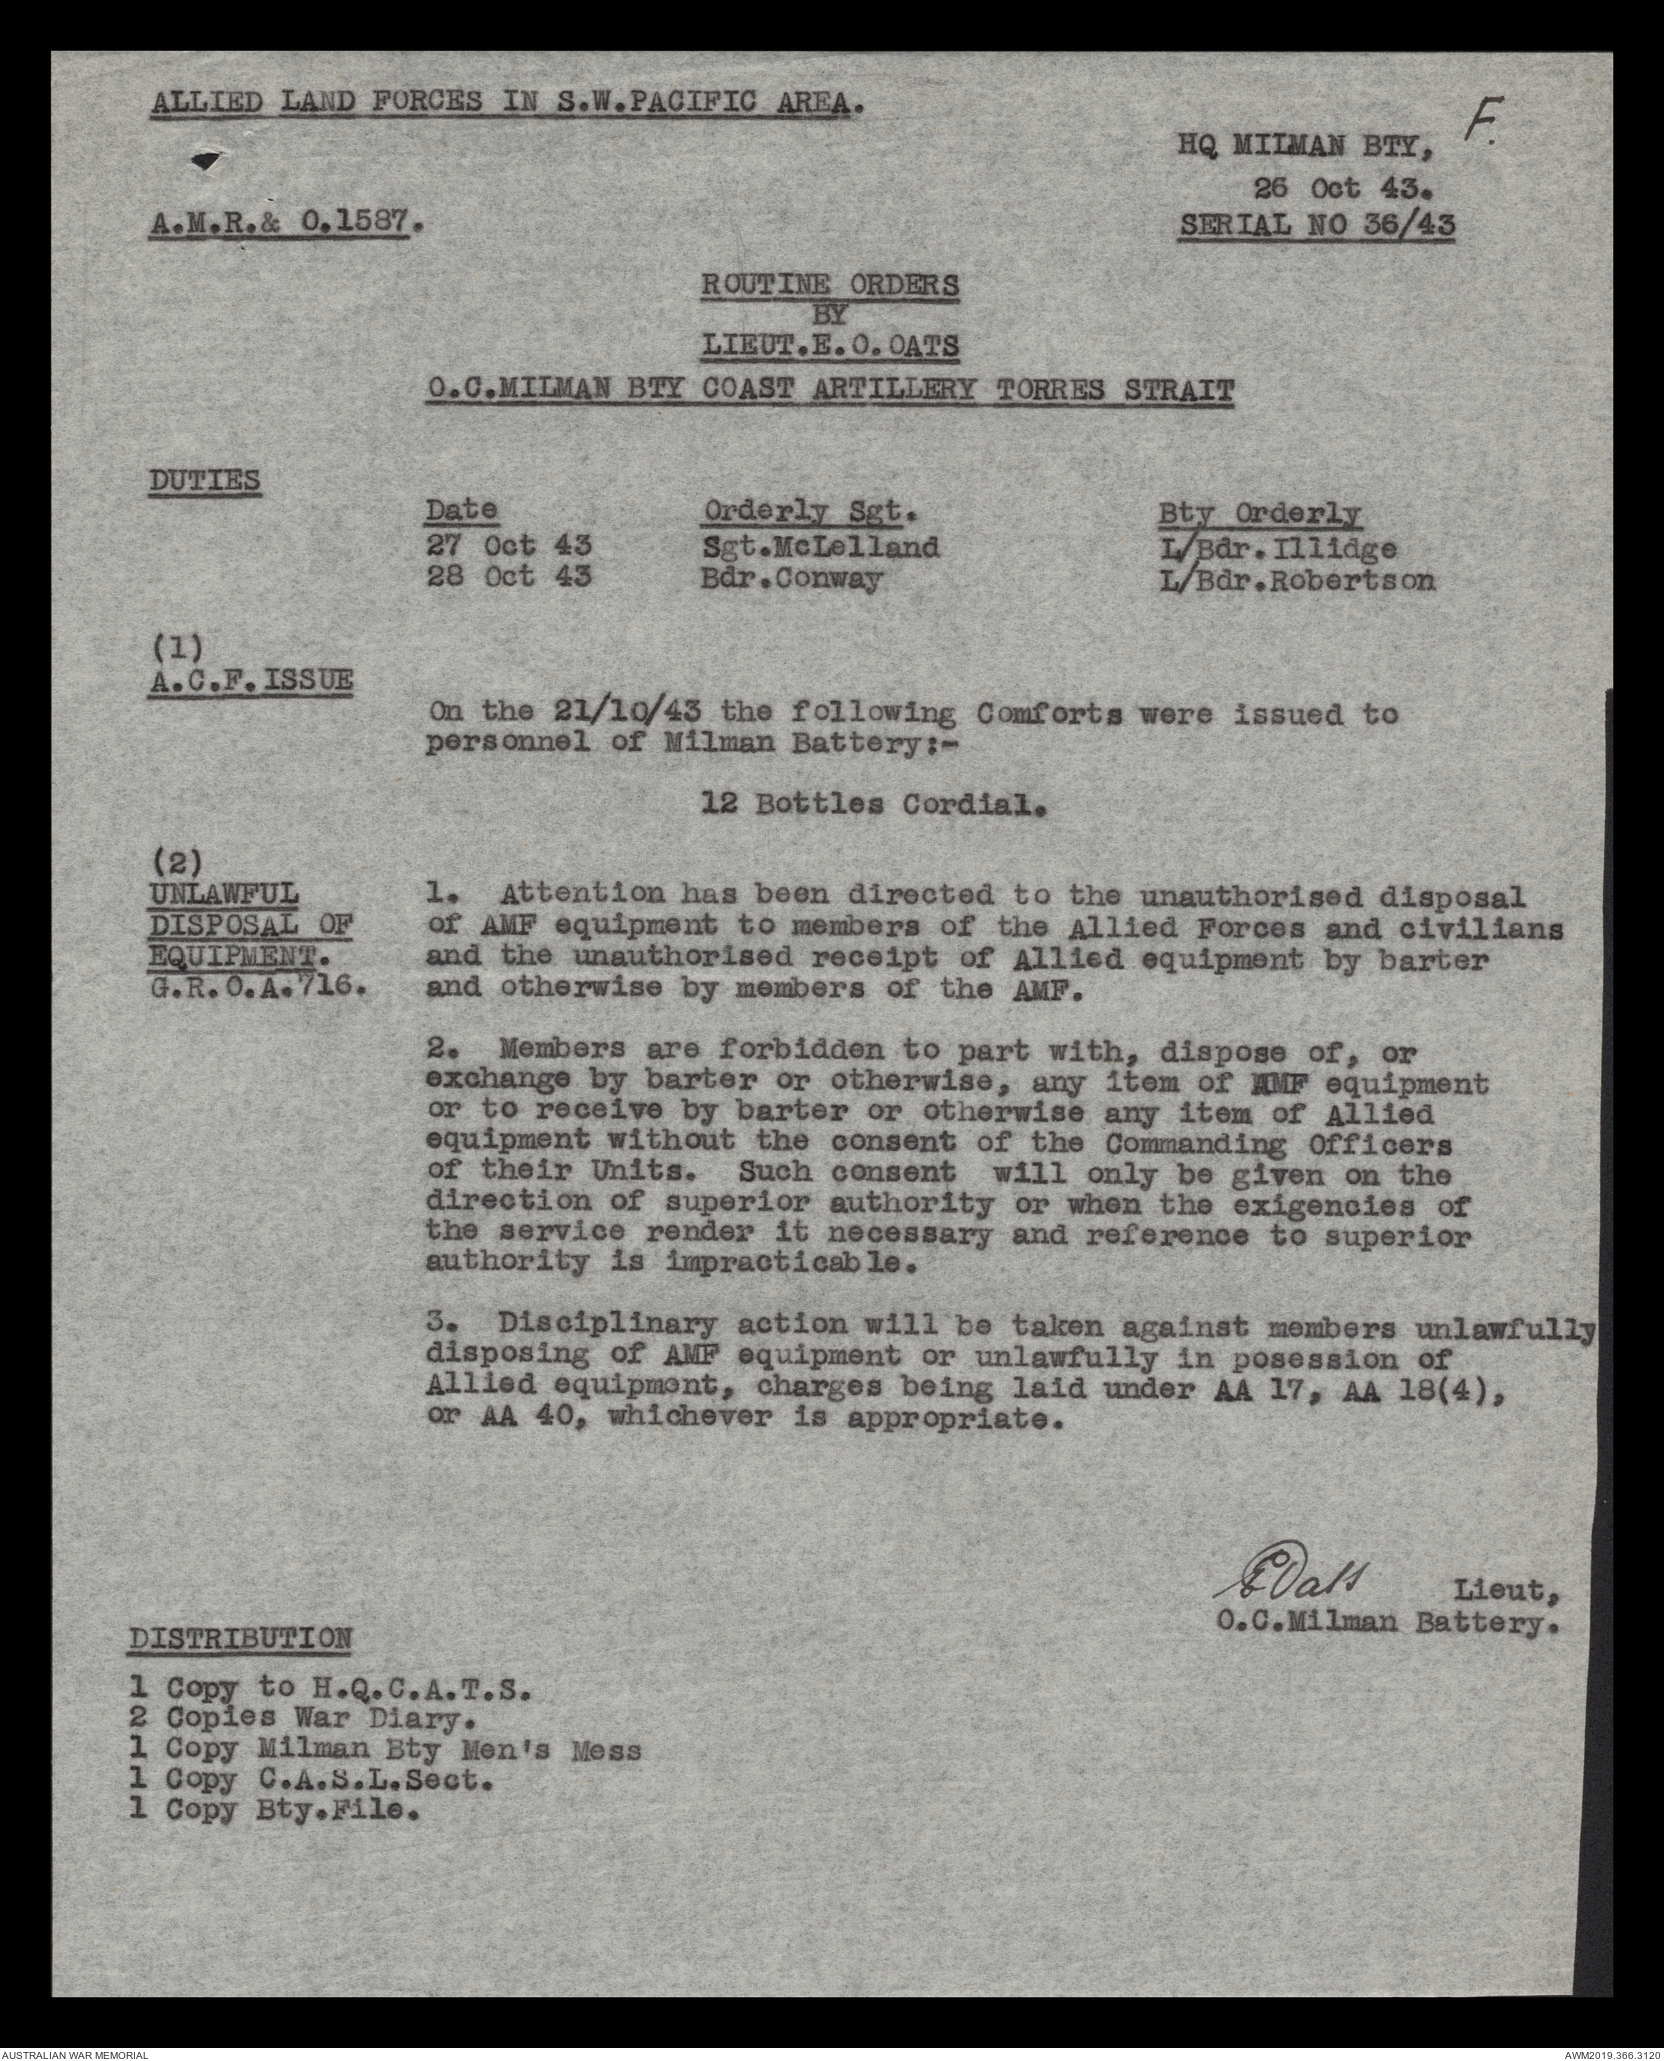 ALLIED LAND FORCES IN S.W.PACIFIC AREA.
F.
HQ MILMAN BTY,
26 Oct 43.
A.M.R.& O.1587.
SERIAL NO 36/43
ROUTINE ORDERS
BY
LIEUT.E.O.OATS
O.C.MILMAN BTY COAST ARTILLERY TORRES STRAIT
DUTIES
Date Orderly Sgt. Bty Orderly
27 Oct 43 Sgt.McLelland L/Bdr.Illidge
28 Oct 43 Bdr.Conway L/Bdr.Robertson
(1)
A.C.F.ISSUE
On the 21/10/43 the following Comforts were issued to
personnel of Milman Battery:-
12 Bottles Cordial.
(2)
UNLAWFUL
DISPOSAL OF
EQUIPMENT.
G.R.O.A.716.
1. Attention has been directed to the unauthorised disposal
of AMF equipment to members of the Allied Forces and civilians
and the unauthorised receipt of Allied equipment by barter
and otherwise by members of the AMF.
2. Members are forbidden to part with, dispose of, or
exchange by barter or otherwise, any item of AMF equipment
or to receive by barter or otherwise any item of Allied
equipment without the consent of the Commanding Officers
of their Units. Such consent will only be given on the
direction of superior authority or when the exigencies of
the service render it necessary and reference to superior
authority is impracticable.
3. Disciplinary action will be taken against members unlawfully
disposing of AMF equipment or unlawfully in posession of
Allied equipment, charges being laid under AA 17, AA 18(4),
or AA 40, whichever is appropriate.
EOats Lieut,
O.C.Milman Battery.
DISTRIBUTION
1 Copy to H.Q.C.A.T.S.
2 Copies War Diary.
1 Copy Milman Bty Men's Mess
1 Copy C.A.S.L.Sect.
1 Copy Bty.File.
AUSTRALIAN WAR MEMORIAL
AWM2019.366.3120